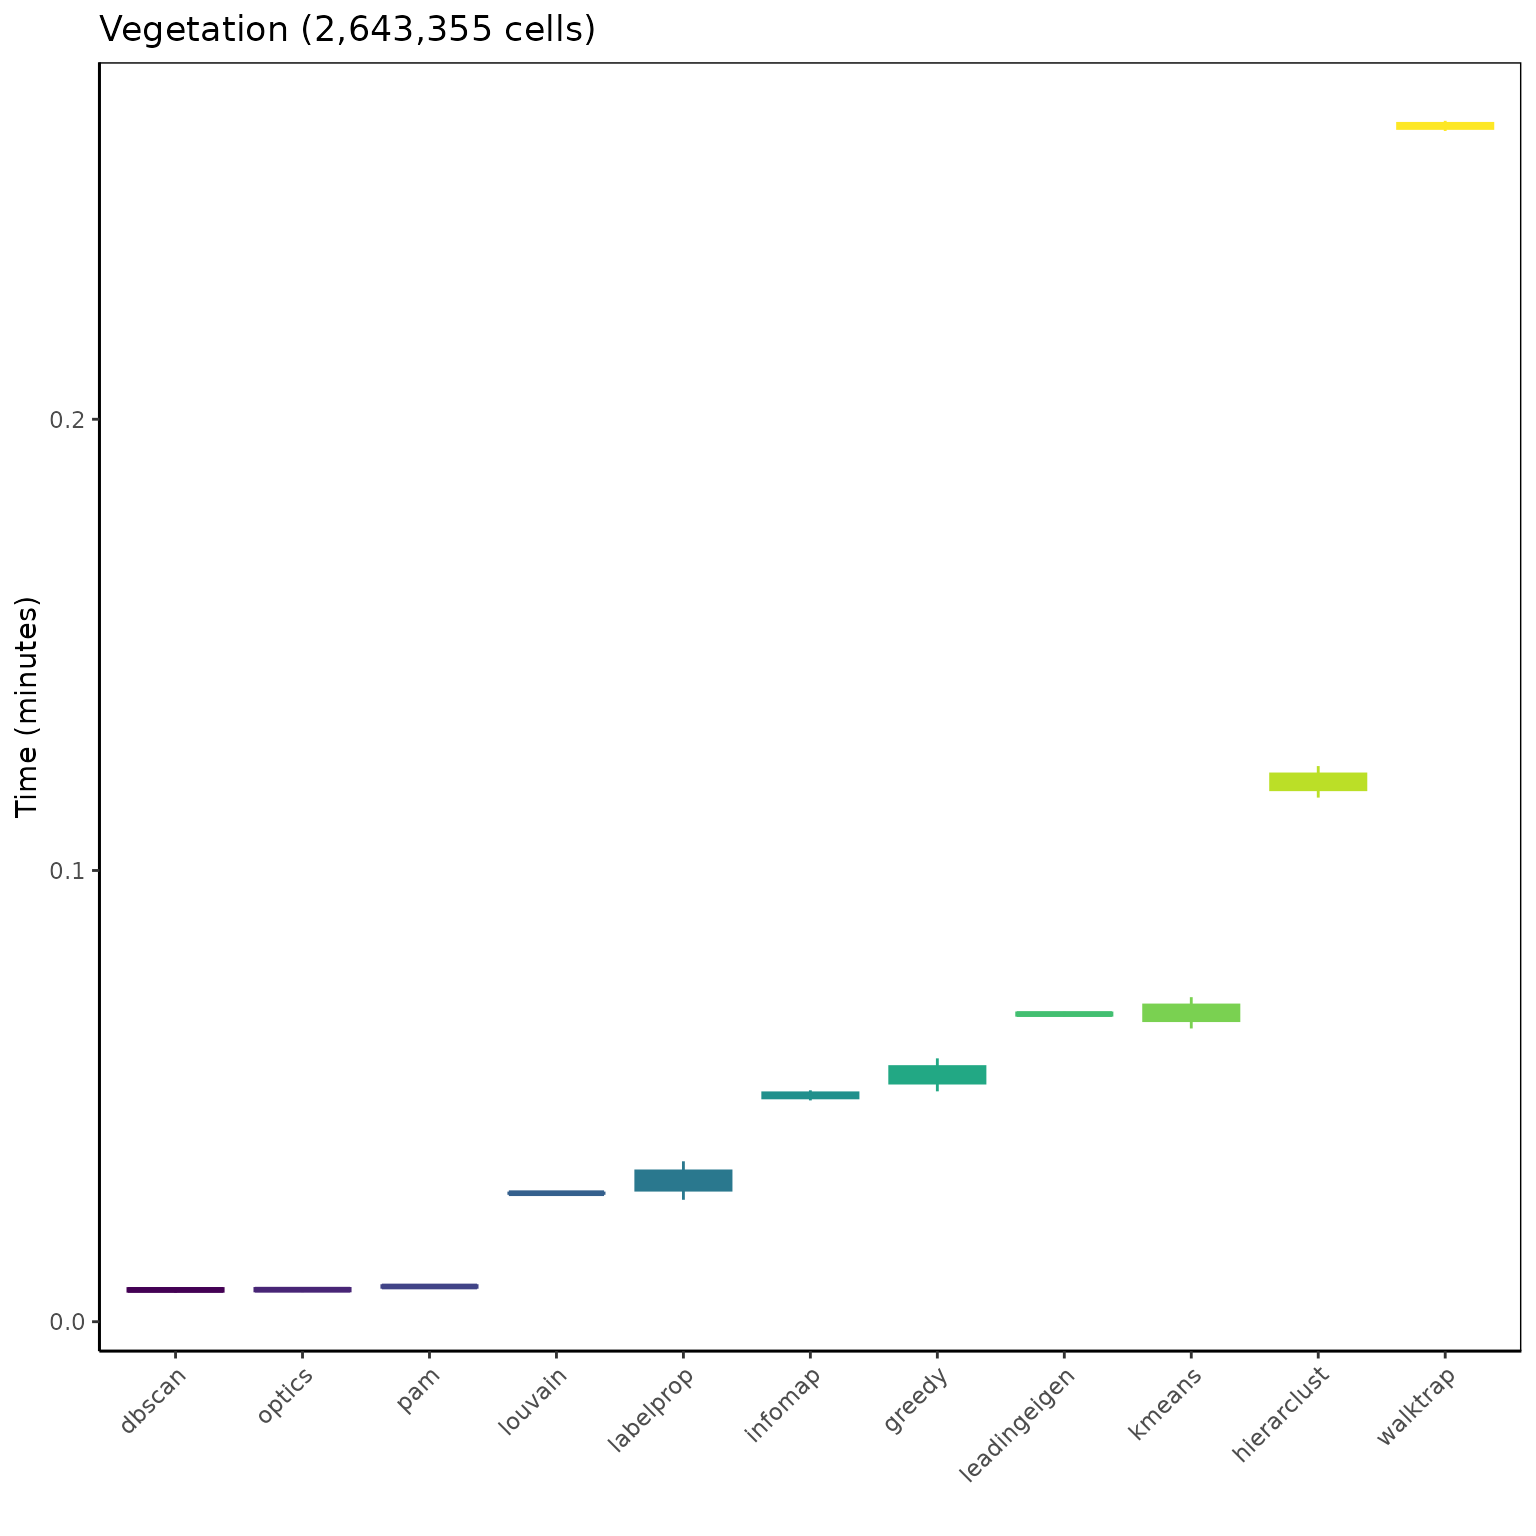 Vegetation (2,643,355 cells)
Time (minutes)
0.2
0.1
0.0
dbscan
optics
pam
louvain
labelprop
infomap
greedy
leadingeigen
kmeans
hierarclust
walktrap